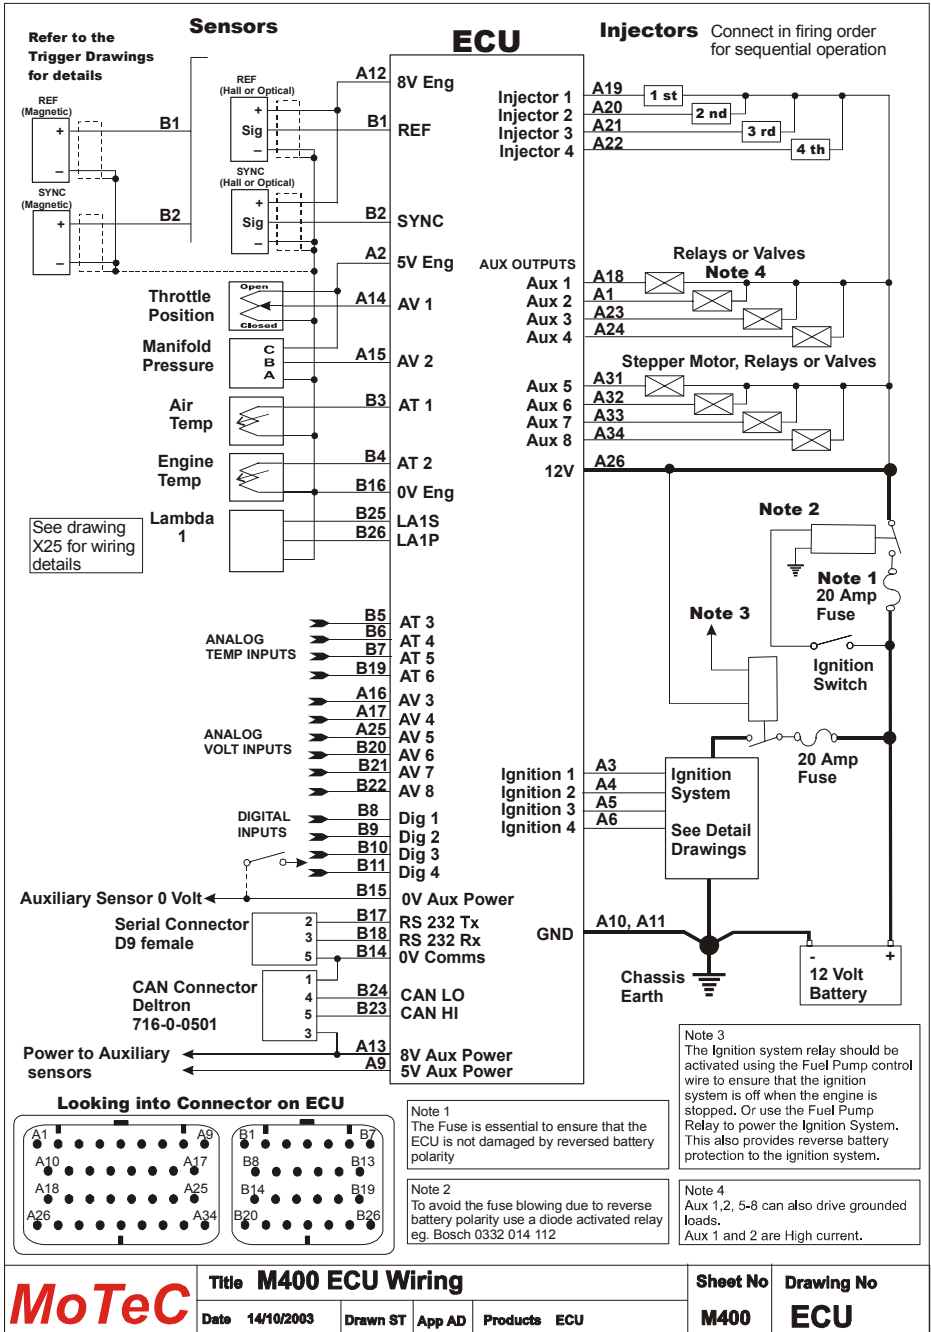 Sensors
ECU
Injectors
Connect in firing order
for sequential operation
Refer to the
Trigger Drawings
for details
REF
(Magnetic)
+
−
B1
SYNC
(Magnetic)
+
−
B2
REF
(Hall or Optical)
+
Sig
−
SYNC
(Hall or Optical)
+
Sig
−
A12
8V Eng
B1
REF
B2
SYNC
A2
5V Eng
Throttle
Position
Open
Closed
A14
AV 1
Manifold
Pressure
C
B
A
A15
AV 2
Air
Temp
B3
AT 1
Engine
Temp
B4
AT 2
B16
0V Eng
See drawing
X25 for wiring
details
Lambda
1
B25
LA1S
B26
LA1P
ANALOG
TEMP INPUTS
B5
AT 3
B6
AT 4
B7
AT 5
B19
AT 6
ANALOG
VOLT INPUTS
A16
AV 3
A17
AV 4
A25
AV 5
B20
AV 6
B21
AV 7
B22
AV 8
DIGITAL
INPUTS
B8
Dig 1
B9
Dig 2
B10
Dig 3
B11
Dig 4
Auxiliary Sensor 0 Volt
B15
0V Aux Power
Serial Connector
D9 female
2
3
5
B17
RS 232 Tx
B18
RS 232 Rx
B14
0V Comms
CAN Connector
Deltron
716-0-0501
1
4
5
3
B24
CAN LO
B23
CAN HI
Power to Auxiliary
sensors
A13
8V Aux Power
A9
5V Aux Power
Injector 1
A19
1 st
Injector 2
A20
2 nd
Injector 3
A21
3 rd
Injector 4
A22
4 th
Relays or Valves
Note 4
AUX OUTPUTS
Aux 1
A18
Aux 2
A1
Aux 3
A23
Aux 4
A24
Stepper Motor, Relays or Valves
Aux 5
A31
Aux 6
A32
Aux 7
A33
Aux 8
A34
12V
A26
Note 2
Note 1
20 Amp
Fuse
Note 3
Ignition
Switch
20 Amp
Fuse
Ignition 1
A3
Ignition 2
A4
Ignition 3
A5
Ignition 4
A6
Ignition
System
See Detail
Drawings
GND
A10, A11
Chassis
Earth
-
+
12 Volt
Battery
Looking into Connector on ECU
A1
A9
A10
A17
A18
A25
A26
A34
B1
B7
B8
B13
B14
B19
B20
B26
Note 1
The Fuse is essential to ensure that the
ECU is not damaged by reversed battery
polarity
Note 2
To avoid the fuse blowing due to reverse
battery polarity use a diode activated relay
eg. Bosch 0332 014 112
Note 3
The Ignition system relay should be
activated using the Fuel Pump control
wire to ensure that the ignition
system is off when the engine is
stopped. Or use the Fuel Pump
Relay to power the Ignition System.
This also provides reverse battery
protection to the ignition system.
Note 4
Aux 1,2, 5-8 can also drive grounded
loads.
Aux 1 and 2 are High current.
MoTeC
Title M400 ECU Wiring
Date 14/10/2003
Drawn ST
App AD
Products ECU
Sheet No
M400
Drawing No
ECU